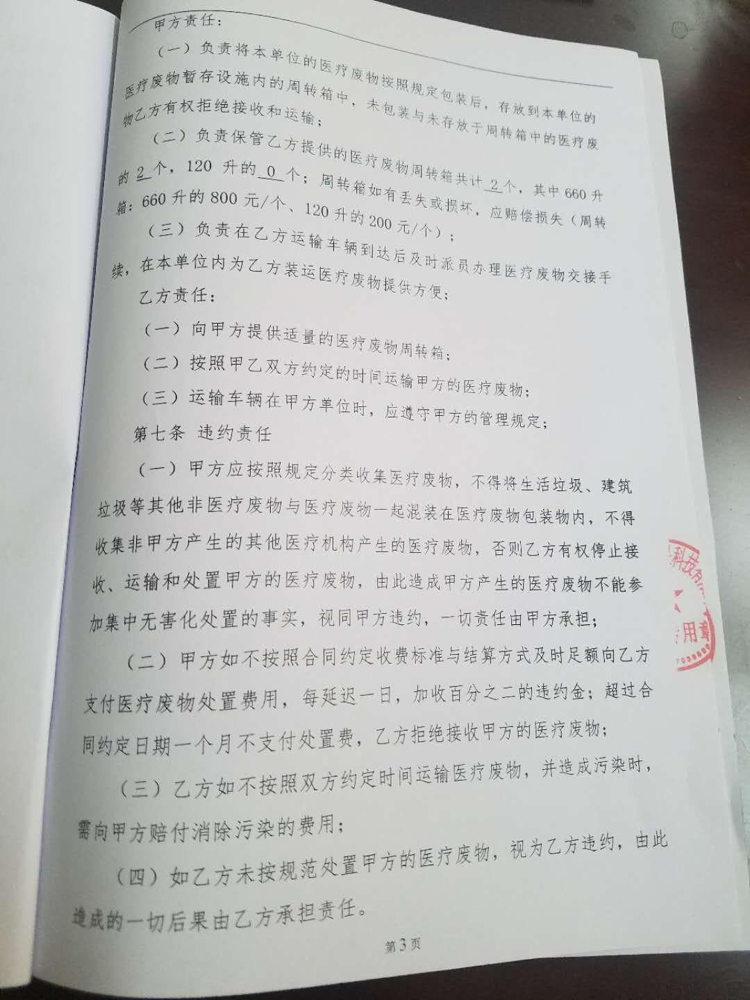 甲方责任：
（一）负责将本单位的医疗废物按照规定包装后，存放到本单位的
医疗废物暂存设施内的周转箱中，未包装与未存放于周转箱中的医疗废
物乙方有权拒绝接收和运输；
（二）负责保管乙方提供的医疗废物周转箱共计 2 个，其中 660 升
的 2 个，120 升的 0 个；周转箱如有丢失或损坏，应赔偿损失（周转
箱：660 升的 800 元/个、120 升的 200 元/个）；
（三）负责在乙方运输车辆到达后及时派员办理医疗废物交接手
续，在本单位内为乙方装运医疗废物提供方便；
乙方责任：
（一）向甲方提供适量的医疗废物周转箱；
（二）按照甲乙双方约定的时间运输甲方的医疗废物；
（三）运输车辆在甲方单位时，应遵守甲方的管理规定；
第七条 违约责任
（一）甲方应按照规定分类收集医疗废物，不得将生活垃圾、建筑
垃圾等其他非医疗废物与医疗废物一起混装在医疗废物包装物内，不得
收集非甲方产生的其他医疗机构产生的医疗废物，否则乙方有权停止接
收、运输和处置甲方的医疗废物，由此造成甲方产生的医疗废物不能参
加集中无害化处置的事实，视同甲方违约，一切责任由甲方承担；
（二）甲方如不按照合同约定收费标准与结算方式及时足额向乙方
支付医疗废物处置费用，每延迟一日，加收百分之二的违约金；超过合
同约定日期一个月不支付处置费，乙方拒绝接收甲方的医疗废物；
（三）乙方如不按照双方约定时间运输医疗废物，并造成污染时，
需向甲方赔付消除污染的费用；
（四）如乙方未按规范处置甲方的医疗废物，视为乙方违约，由此
造成的一切后果由乙方承担责任。
第 3 页
科技有
用章